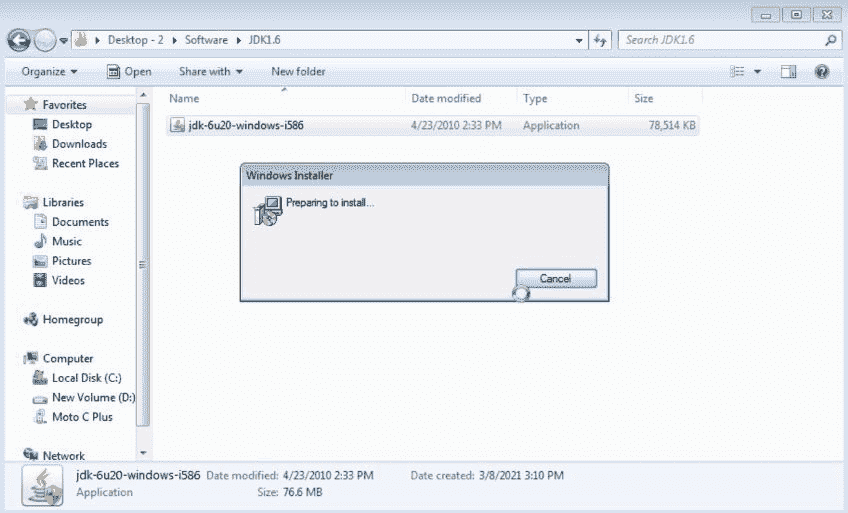 Desktop - 2 Software JDK1.6 Search JDK1.6
Organize Open Share with New folder
Name Date modified Type Size
jdk-6u20-windows-i586 4/23/2010 2:33 PM Application 78,514 KB
Favorites
Desktop
Downloads
Recent Places
Libraries
Documents
Music
Pictures
Videos
Homegroup
Computer
Local Disk (C:)
New Volume (D:)
Moto C Plus
Network
Windows Installer
Preparing to install...
Cancel
jdk-6u20-windows-i586 Date modified: 4/23/2010 2:33 PM Date created: 3/8/2021 3:10 PM
Application Size: 76.6 MB